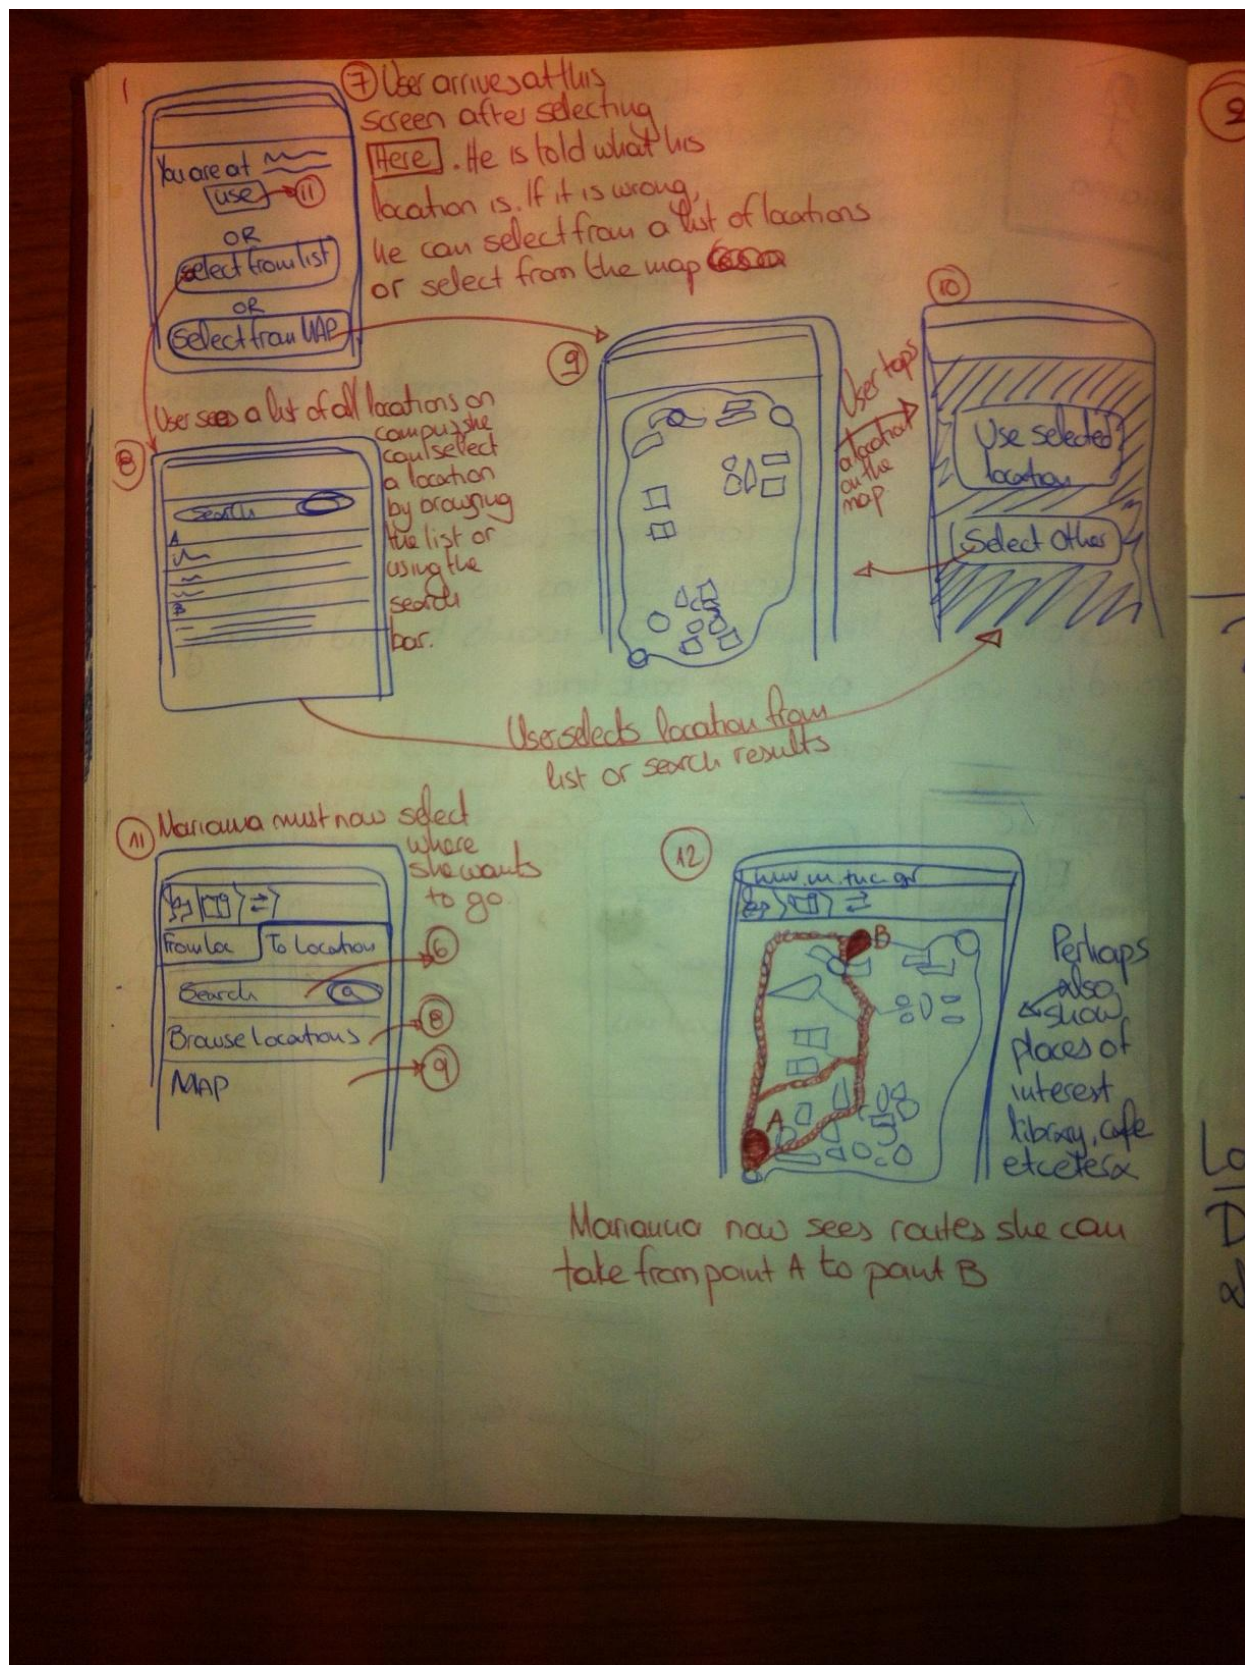 1
7 User arrives at this
screen after selecting
Here. He is told what his
location is. If it is wrong,
he can select from a list of locations
or select from the map
You are at
use
11
OR
select from list
OR
Select from MAP
8
User sees a list of all locations on
campus she
can select
a location
by browsing
the list or
using the
search
bar.
Search
A
B
9
User taps
a location
on the
map
10
Use selected
location
Select Other
User selects location from
list or search results
11 Marianna must now select
where
she wants
to go
From Loc
To Location
Search
6
Browse Locations
8
MAP
9
12
www.m.tuc.gr
B
A
Perhaps
also
show
places of
interest
library, cafe
etcetera
Marianna now sees routes she can
take from point A to point B